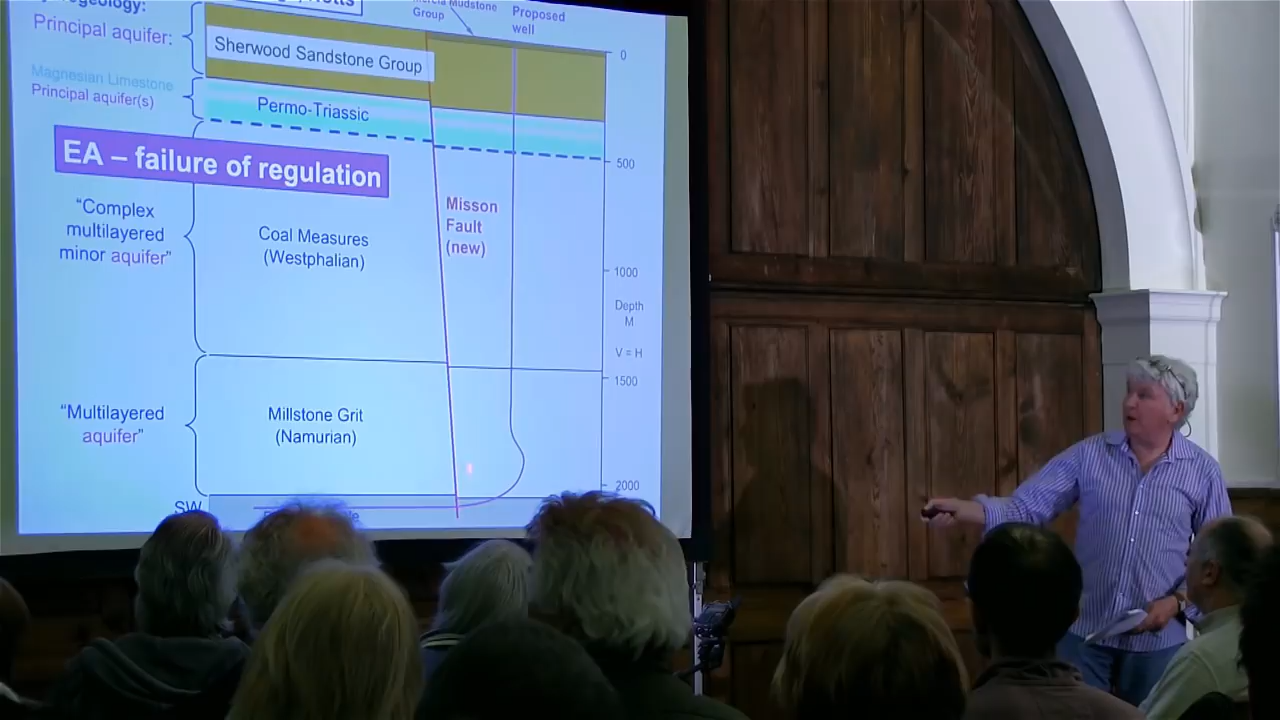 Mudstone
Group
Proposed
well
Principal aquifer:
Sherwood Sandstone Group
0
Magnesian Limestone
Principal aquifer(s)
Permo-Triassic
EA – failure of regulation
500
“Complex
multilayered
minor aquifer”
Coal Measures
(Westphalian)
Misson
Fault
(new)
1000
Depth
M
V = H
1500
“Multilayered
aquifer”
Millstone Grit
(Namurian)
2000
SW